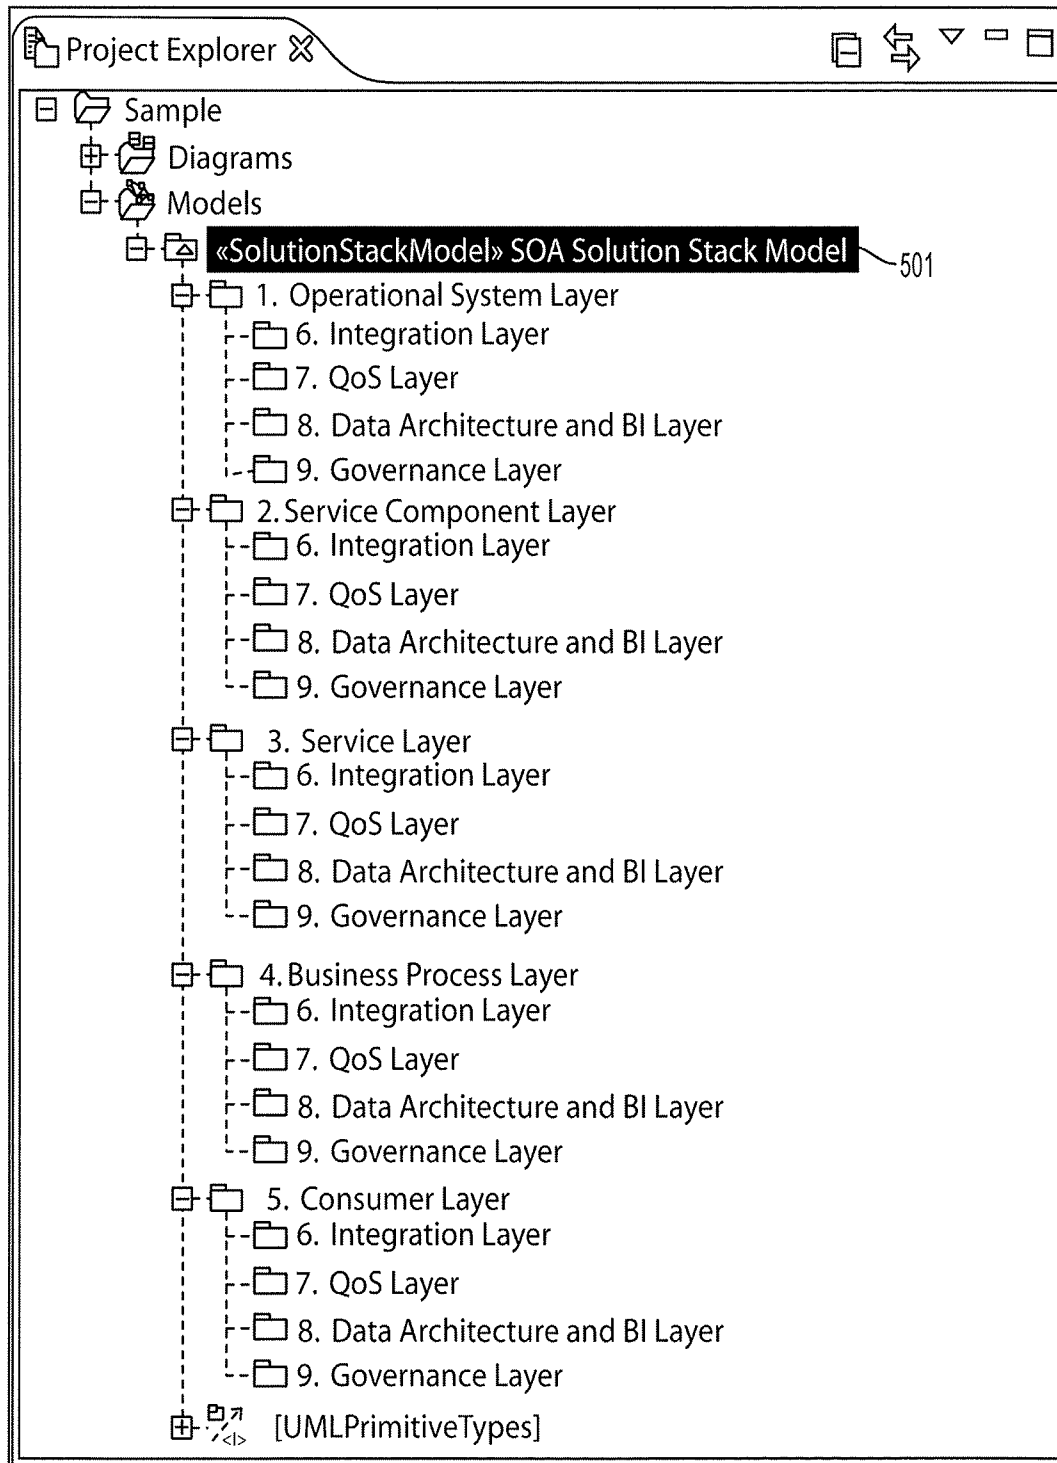 Project Explorer
Sample
Diagrams
Models
«SolutionStackModel» SOA Solution Stack Model
501
1. Operational System Layer
6. Integration Layer
7. QoS Layer
8. Data Architecture and BI Layer
9. Governance Layer
2. Service Component Layer
6. Integration Layer
7. QoS Layer
8. Data Architecture and BI Layer
9. Governance Layer
3. Service Layer
6. Integration Layer
7. QoS Layer
8. Data Architecture and BI Layer
9. Governance Layer
4. Business Process Layer
6. Integration Layer
7. QoS Layer
8. Data Architecture and BI Layer
9. Governance Layer
5. Consumer Layer
6. Integration Layer
7. QoS Layer
8. Data Architecture and BI Layer
9. Governance Layer
<I> [UMLPrimitiveTypes]